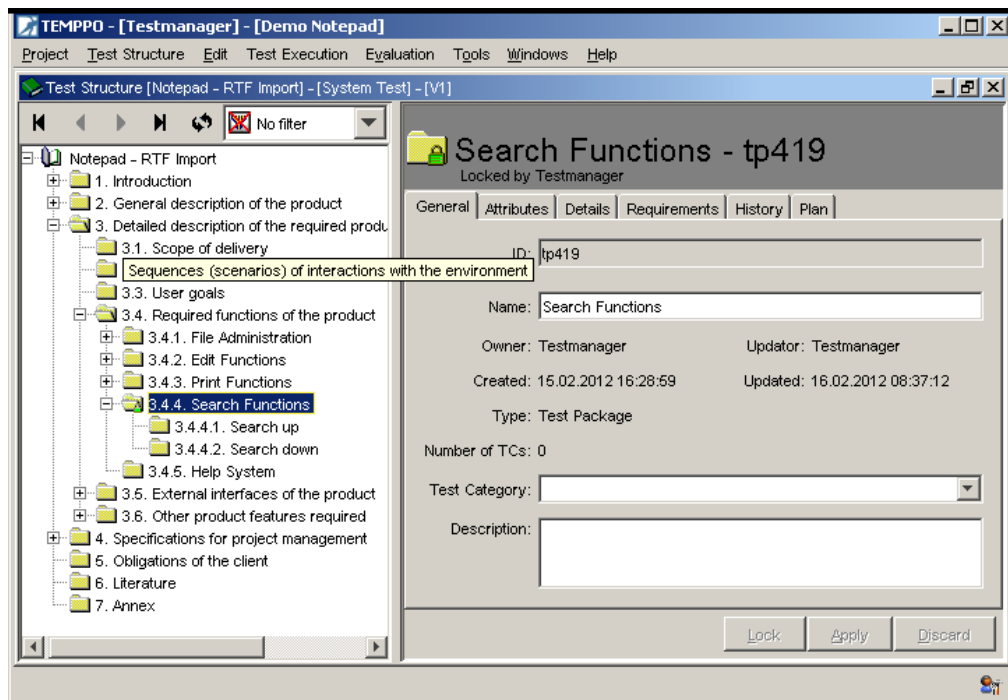 TEMPPO - [Testmanager] - [Demo Notepad]
Project Test Structure Edit Test Execution Evaluation Tools Windows Help
Test Structure [Notepad - RTF Import] - [System Test] - [V1]
No filter
Notepad - RTF Import
1. Introduction
2. General description of the product
3. Detailed description of the required produ
3.1. Scope of delivery
Sequences (scenarios) of interactions with the environment
3.3. User goals
3.4. Required functions of the product
3.4.1. File Administration
3.4.2. Edit Functions
3.4.3. Print Functions
3.4.4. Search Functions
3.4.4.1. Search up
3.4.4.2. Search down
3.4.5. Help System
3.5. External interfaces of the product
3.6. Other product features required
4. Specifications for project management
5. Obligations of the client
6. Literature
7. Annex
Search Functions - tp419
Locked by Testmanager
General Attributes Details Requirements History Plan
ID: tp419
Name: Search Functions
Owner: Testmanager Updator: Testmanager
Created: 15.02.2012 16:28:59 Updated: 16.02.2012 08:37:12
Type: Test Package
Number of TCs: 0
Test Category:
Description:
Lock Apply Discard